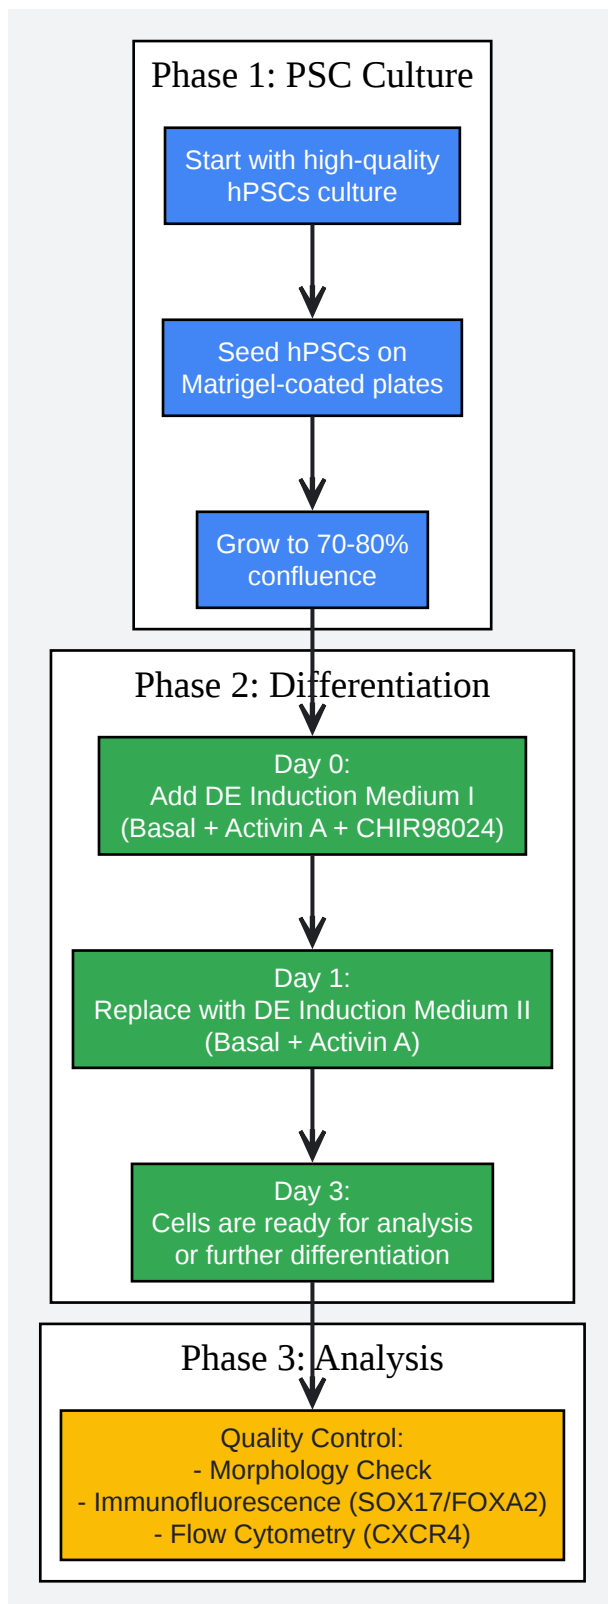 Phase 1: PSC Culture
Start with high-quality
hPSCs culture
Seed hPSCs on
Matrigel-coated plates
Grow to 70-80%
confluence
Phase 2: Differentiation
Day 0:
Add DE Induction Medium I
(Basal + Activin A + CHIR98024)
Day 1:
Replace with DE Induction Medium II
(Basal + Activin A)
Day 3:
Cells are ready for analysis
or further differentiation
Phase 3: Analysis
Quality Control:
- Morphology Check
- Immunofluorescence (SOX17/FOXA2)
- Flow Cytometry (CXCR4)